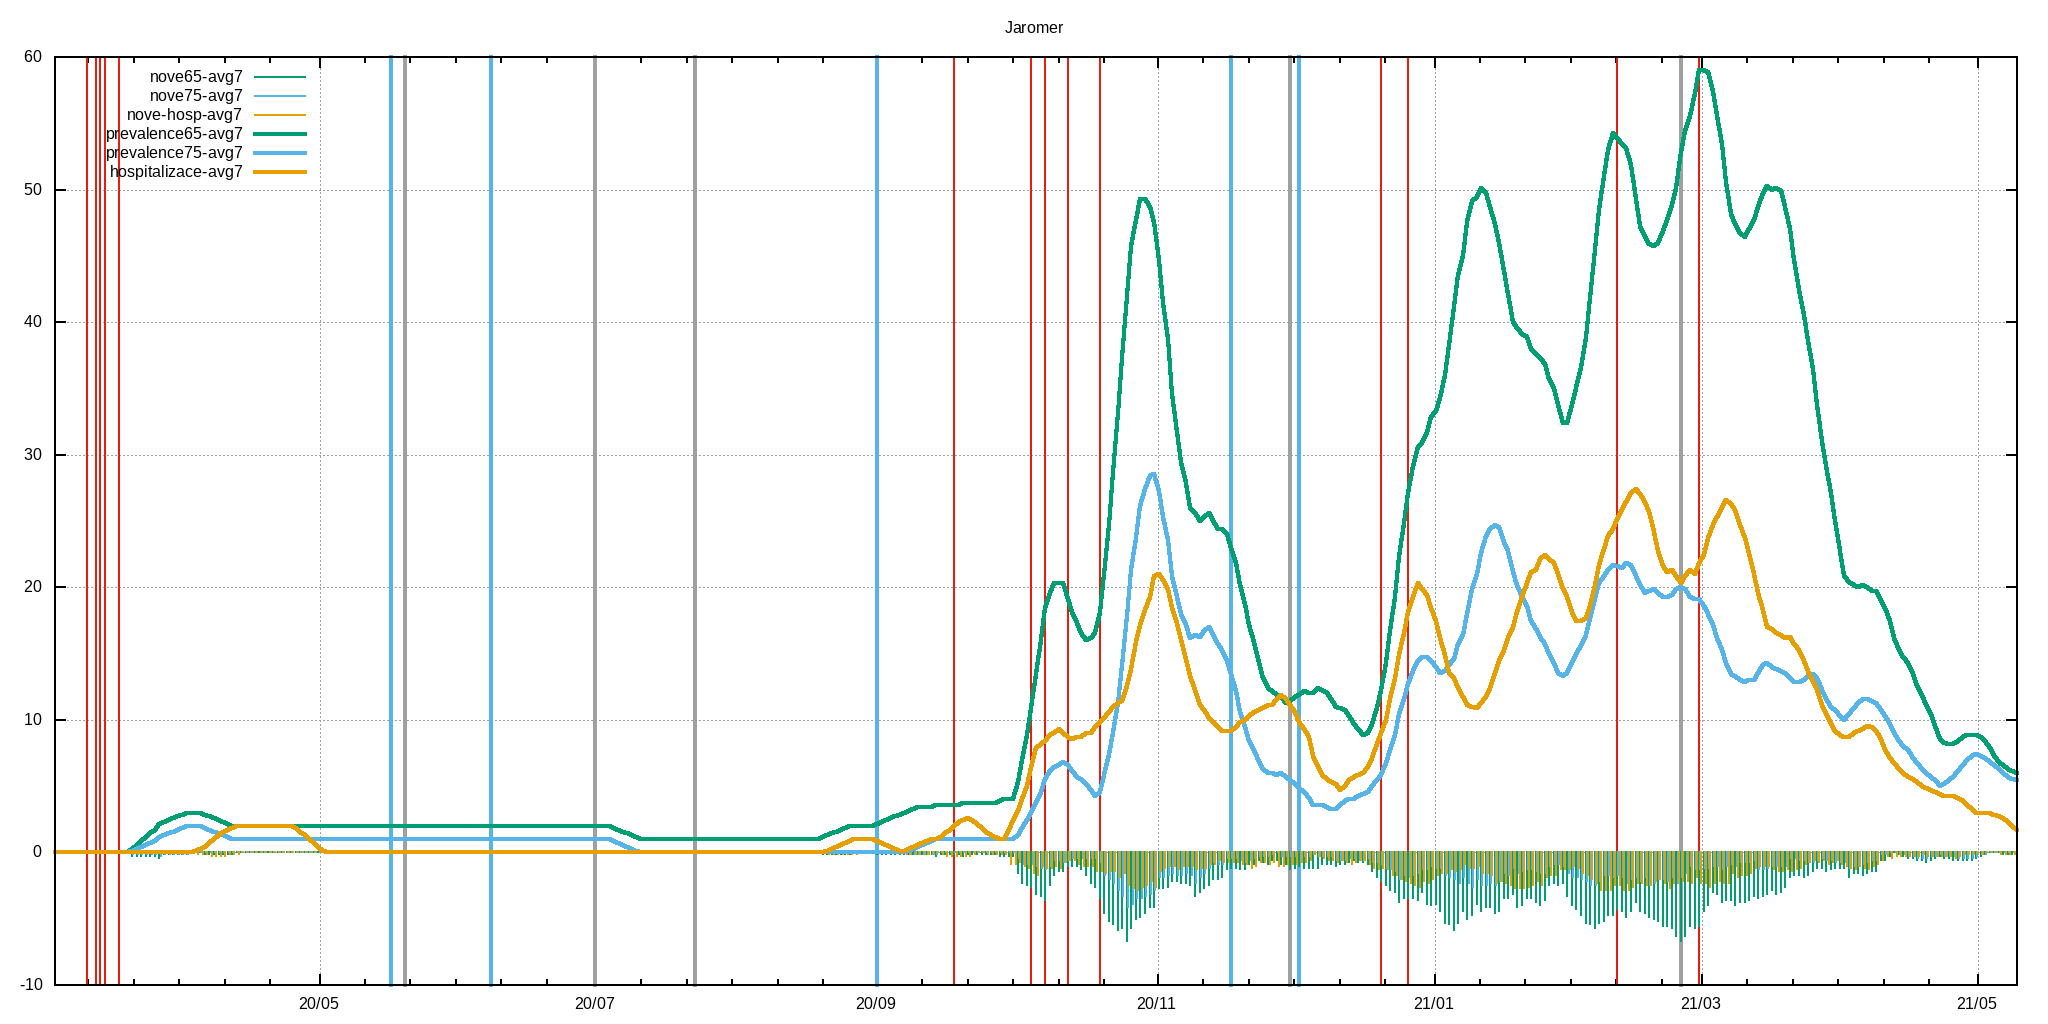 Jaromer
60
50
40
30
20
10
0
-10
nove65-avg7
nove75-avg7
nove-hosp-avg7
prevalence65-avg7
prevalence75-avg7
hospitalizace-avg7
20/05
20/07
20/09
20/11
21/01
21/03
21/05